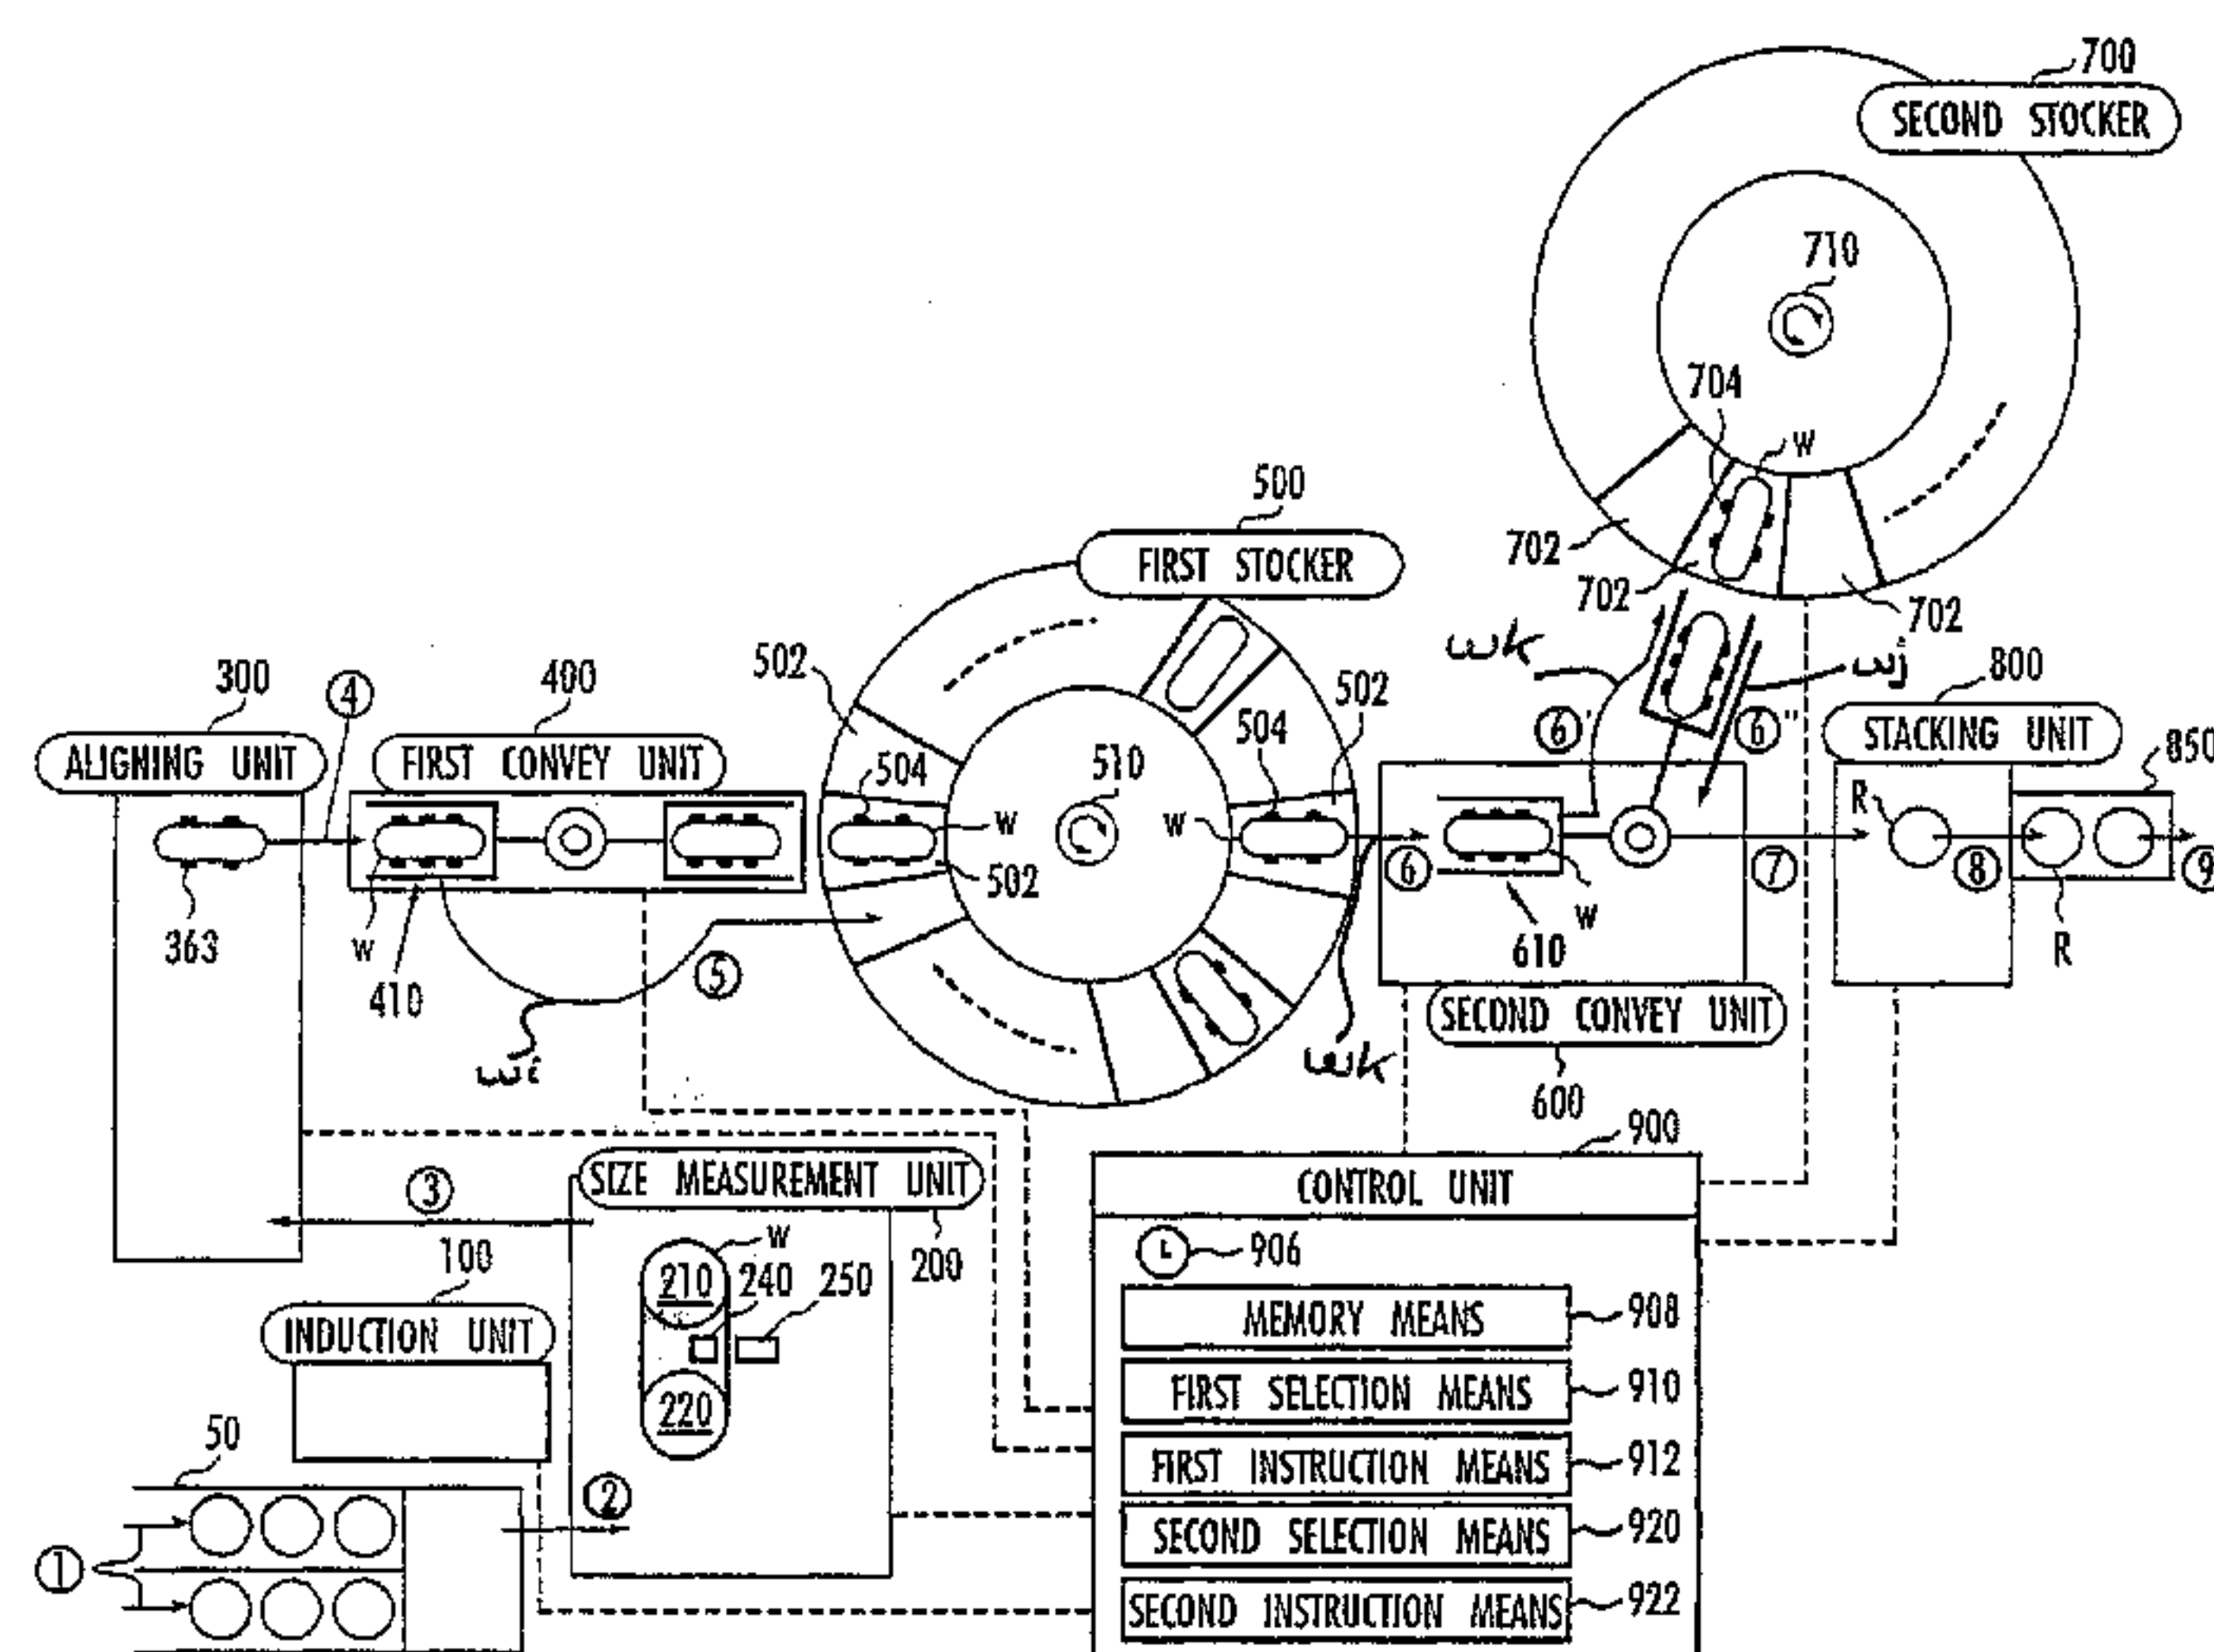 700
SECOND STOCKER
710
704
W
702
702
702
500
FIRST STOCKER
502
504
502
504
510
W
W
502
wk
wj
6'
6"
300
ALIGNING UNIT
4
400
FIRST CONVEY UNIT
363
W
410
5
wi
wk
6
W
610
7
SECOND CONVEY UNIT
600
800
STACKING UNIT
850
R
8
R
9
3
SIZE MEASUREMENT UNIT
200
W
210
240
250
220
100
INDUCTION UNIT
50
2
1
900
CONTROL UNIT
906
MEMORY MEANS
908
FIRST SELECTION MEANS
910
FIRST INSTRUCTION MEANS
912
SECOND SELECTION MEANS
920
SECOND INSTRUCTION MEANS
922